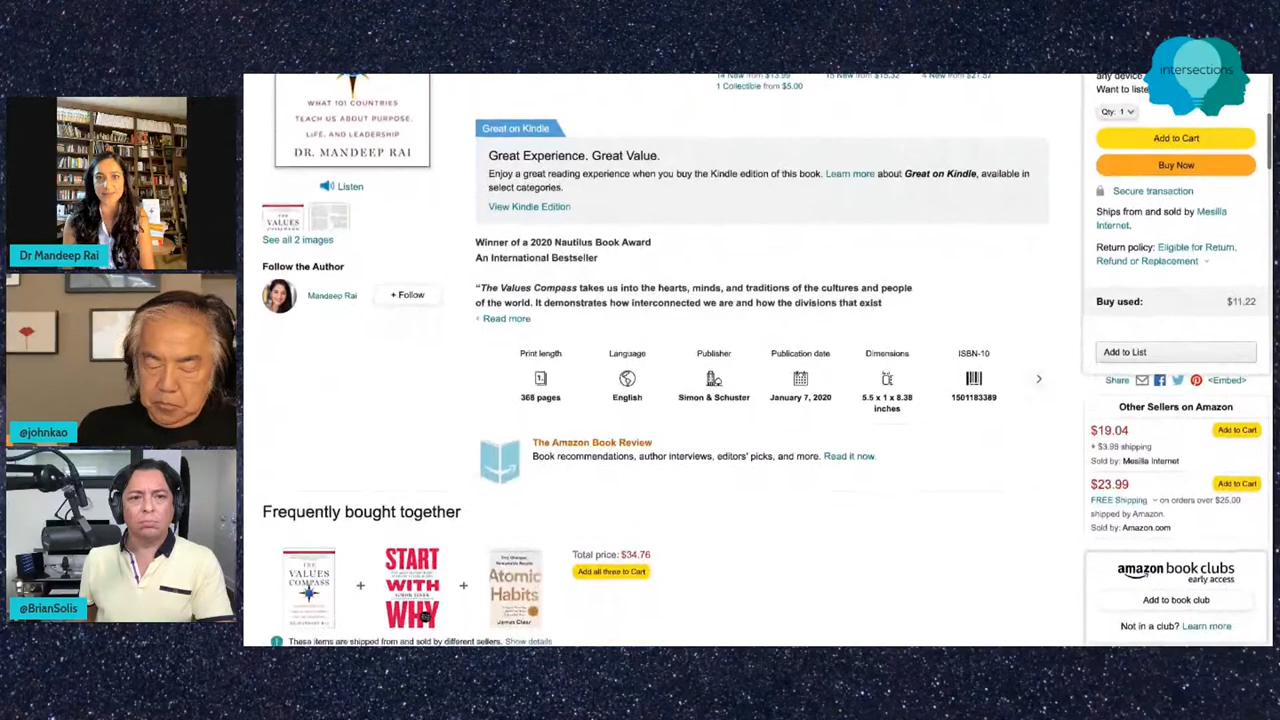 intersections
Dr Mandeep Rai
@johnkao
@BrianSolis
WHAT 101 COUNTRIES
TEACH US ABOUT PURPOSE,
LIFE, AND LEADERSHIP
DR. MANDEEP RAI
Listen
THE
VALUES
See all 2 images
Follow the Author
Mandeep Rai
+ Follow
1 Collectible from $5.00
Great on Kindle
Great Experience. Great Value.
Enjoy a great reading experience when you buy the Kindle edition of this book. Learn more about Great on Kindle, available in
select categories.
View Kindle Edition
Winner of a 2020 Nautilus Book Award
An International Bestseller
“The Values Compass takes us into the hearts, minds, and traditions of the cultures and people
of the world. It demonstrates how interconnected we are and how the divisions that exist
Read more
Print length
368 pages
Language
English
Publisher
Simon & Schuster
Publication date
January 7, 2020
Dimensions
5.5 x 1 x 8.38
inches
ISBN-10
1501183389
The Amazon Book Review
Book recommendations, author interviews, editors' picks, and more. Read it now.
Frequently bought together
THE
VALUES
COMPASS
+
START
WITH
WHY
+
Atomic
Habits
James Clear
Total price: $34.76
Add all three to Cart
These items are shipped from and sold by different sellers. Show details
any device
Want to liste
Qty: 1
Add to Cart
Buy Now
Secure transaction
Ships from and sold by Mesilla
Internet.
Return policy: Eligible for Return,
Refund or Replacement
Buy used: $11.22
Add to List
Share <Embed>
Other Sellers on Amazon
$19.04 Add to Cart
+ $3.99 shipping
Sold by: Mesilla Internet
$23.99 Add to Cart
FREE Shipping on orders over $25.00
shipped by Amazon.
Sold by: Amazon.com
amazon book clubs
early access
Add to book club
Not in a club? Learn more